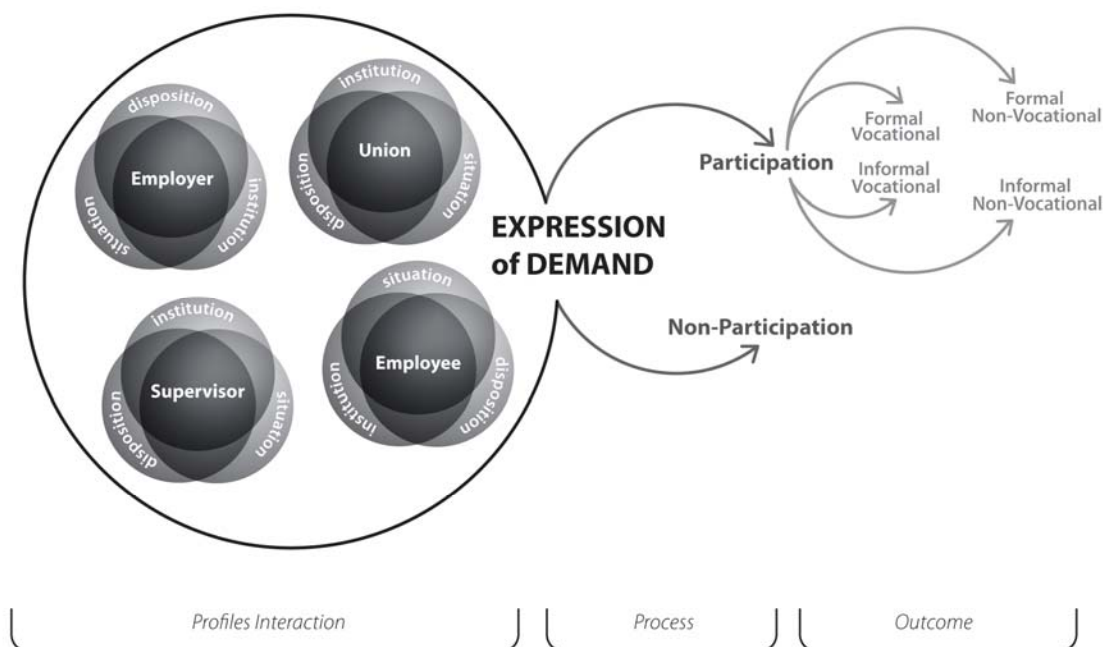 disposition
Employer
situation
institution
institution
Union
disposition
situation
institution
Supervisor
disposition
situation
situation
Employee
institution
disposition
EXPRESSION
of DEMAND
Participation
Non-Participation
Formal
Vocational
Formal
Non-Vocational
Informal
Vocational
Informal
Non-Vocational
Profiles Interaction
Process
Outcome